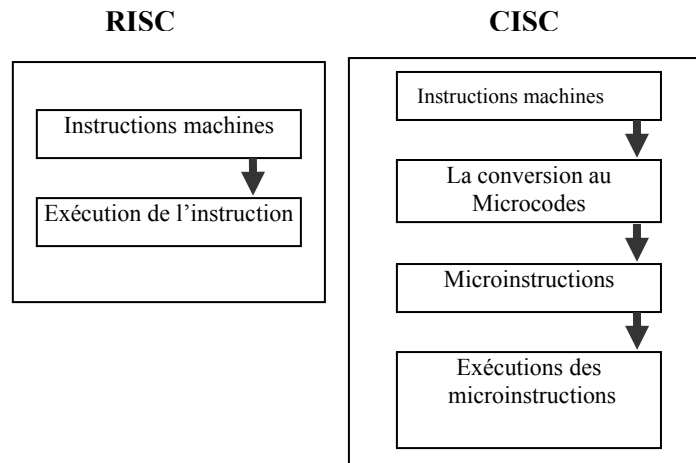 RISC
Instructions machines
Exécution de l'instruction
CISC
Instructions machines
La conversion au
Microcodes
Microinstructions
Exécutions des
microinstructions